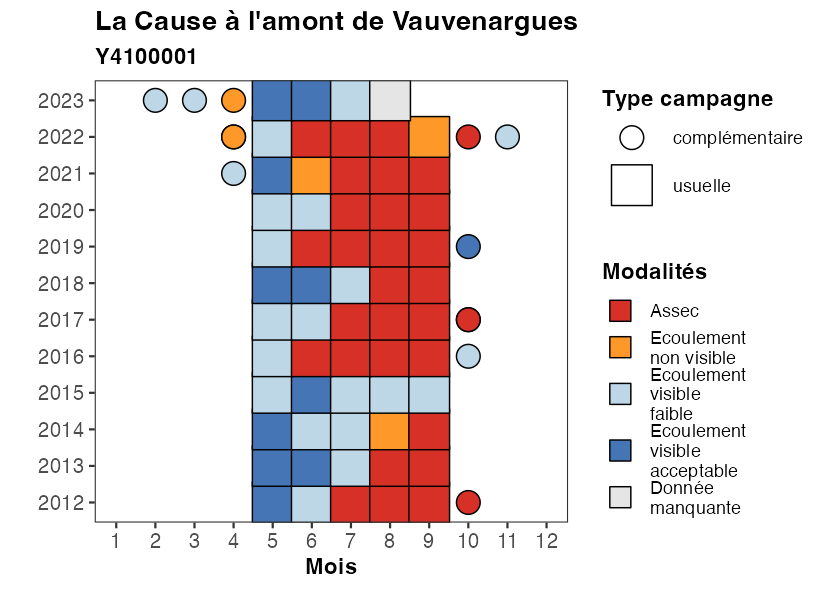 La Cause à l'amont de Vauvenargues
Y4100001
2023
2022
2021
2020
2019
2018
2017
2016
2015
2014
2013
2012
1 2 3 4 5 6 7 8 9 10 11 12
Mois
Type campagne
complémentaire
usuelle
Modalités
Assec
Ecoulement
non visible
Ecoulement
visible
faible
Ecoulement
visible
acceptable
Donnée
manquante